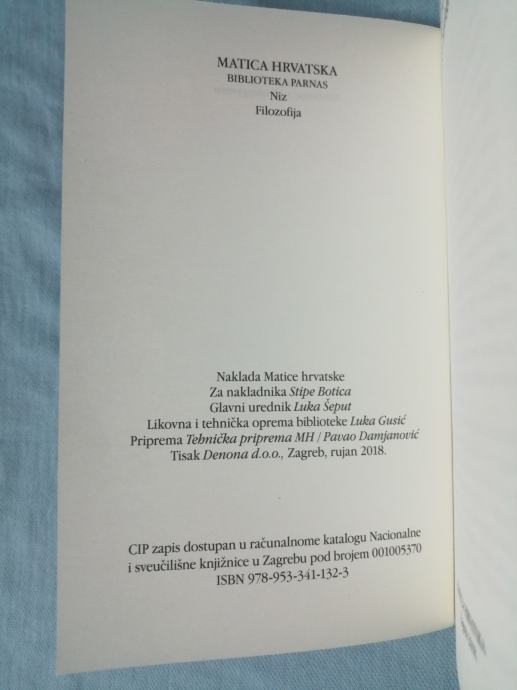 MATICA HRVATSKA
BIBLIOTEKA PARNAS
Niz
Filozofija
Naklada Matice hrvatske
Za nakladnika Stipe Botica
Glavni urednik Luka Šeput
Likovna i tehnička oprema biblioteke Luka Gusić
Priprema Tehnička priprema MH / Pavao Damjanović
Tisak Denona d.o.o., Zagreb, rujan 2018.
CIP zapis dostupan u računalnome katalogu Nacionalne
i sveučilišne knjižnice u Zagrebu pod brojem 001005370
ISBN 978-953-341-132-3